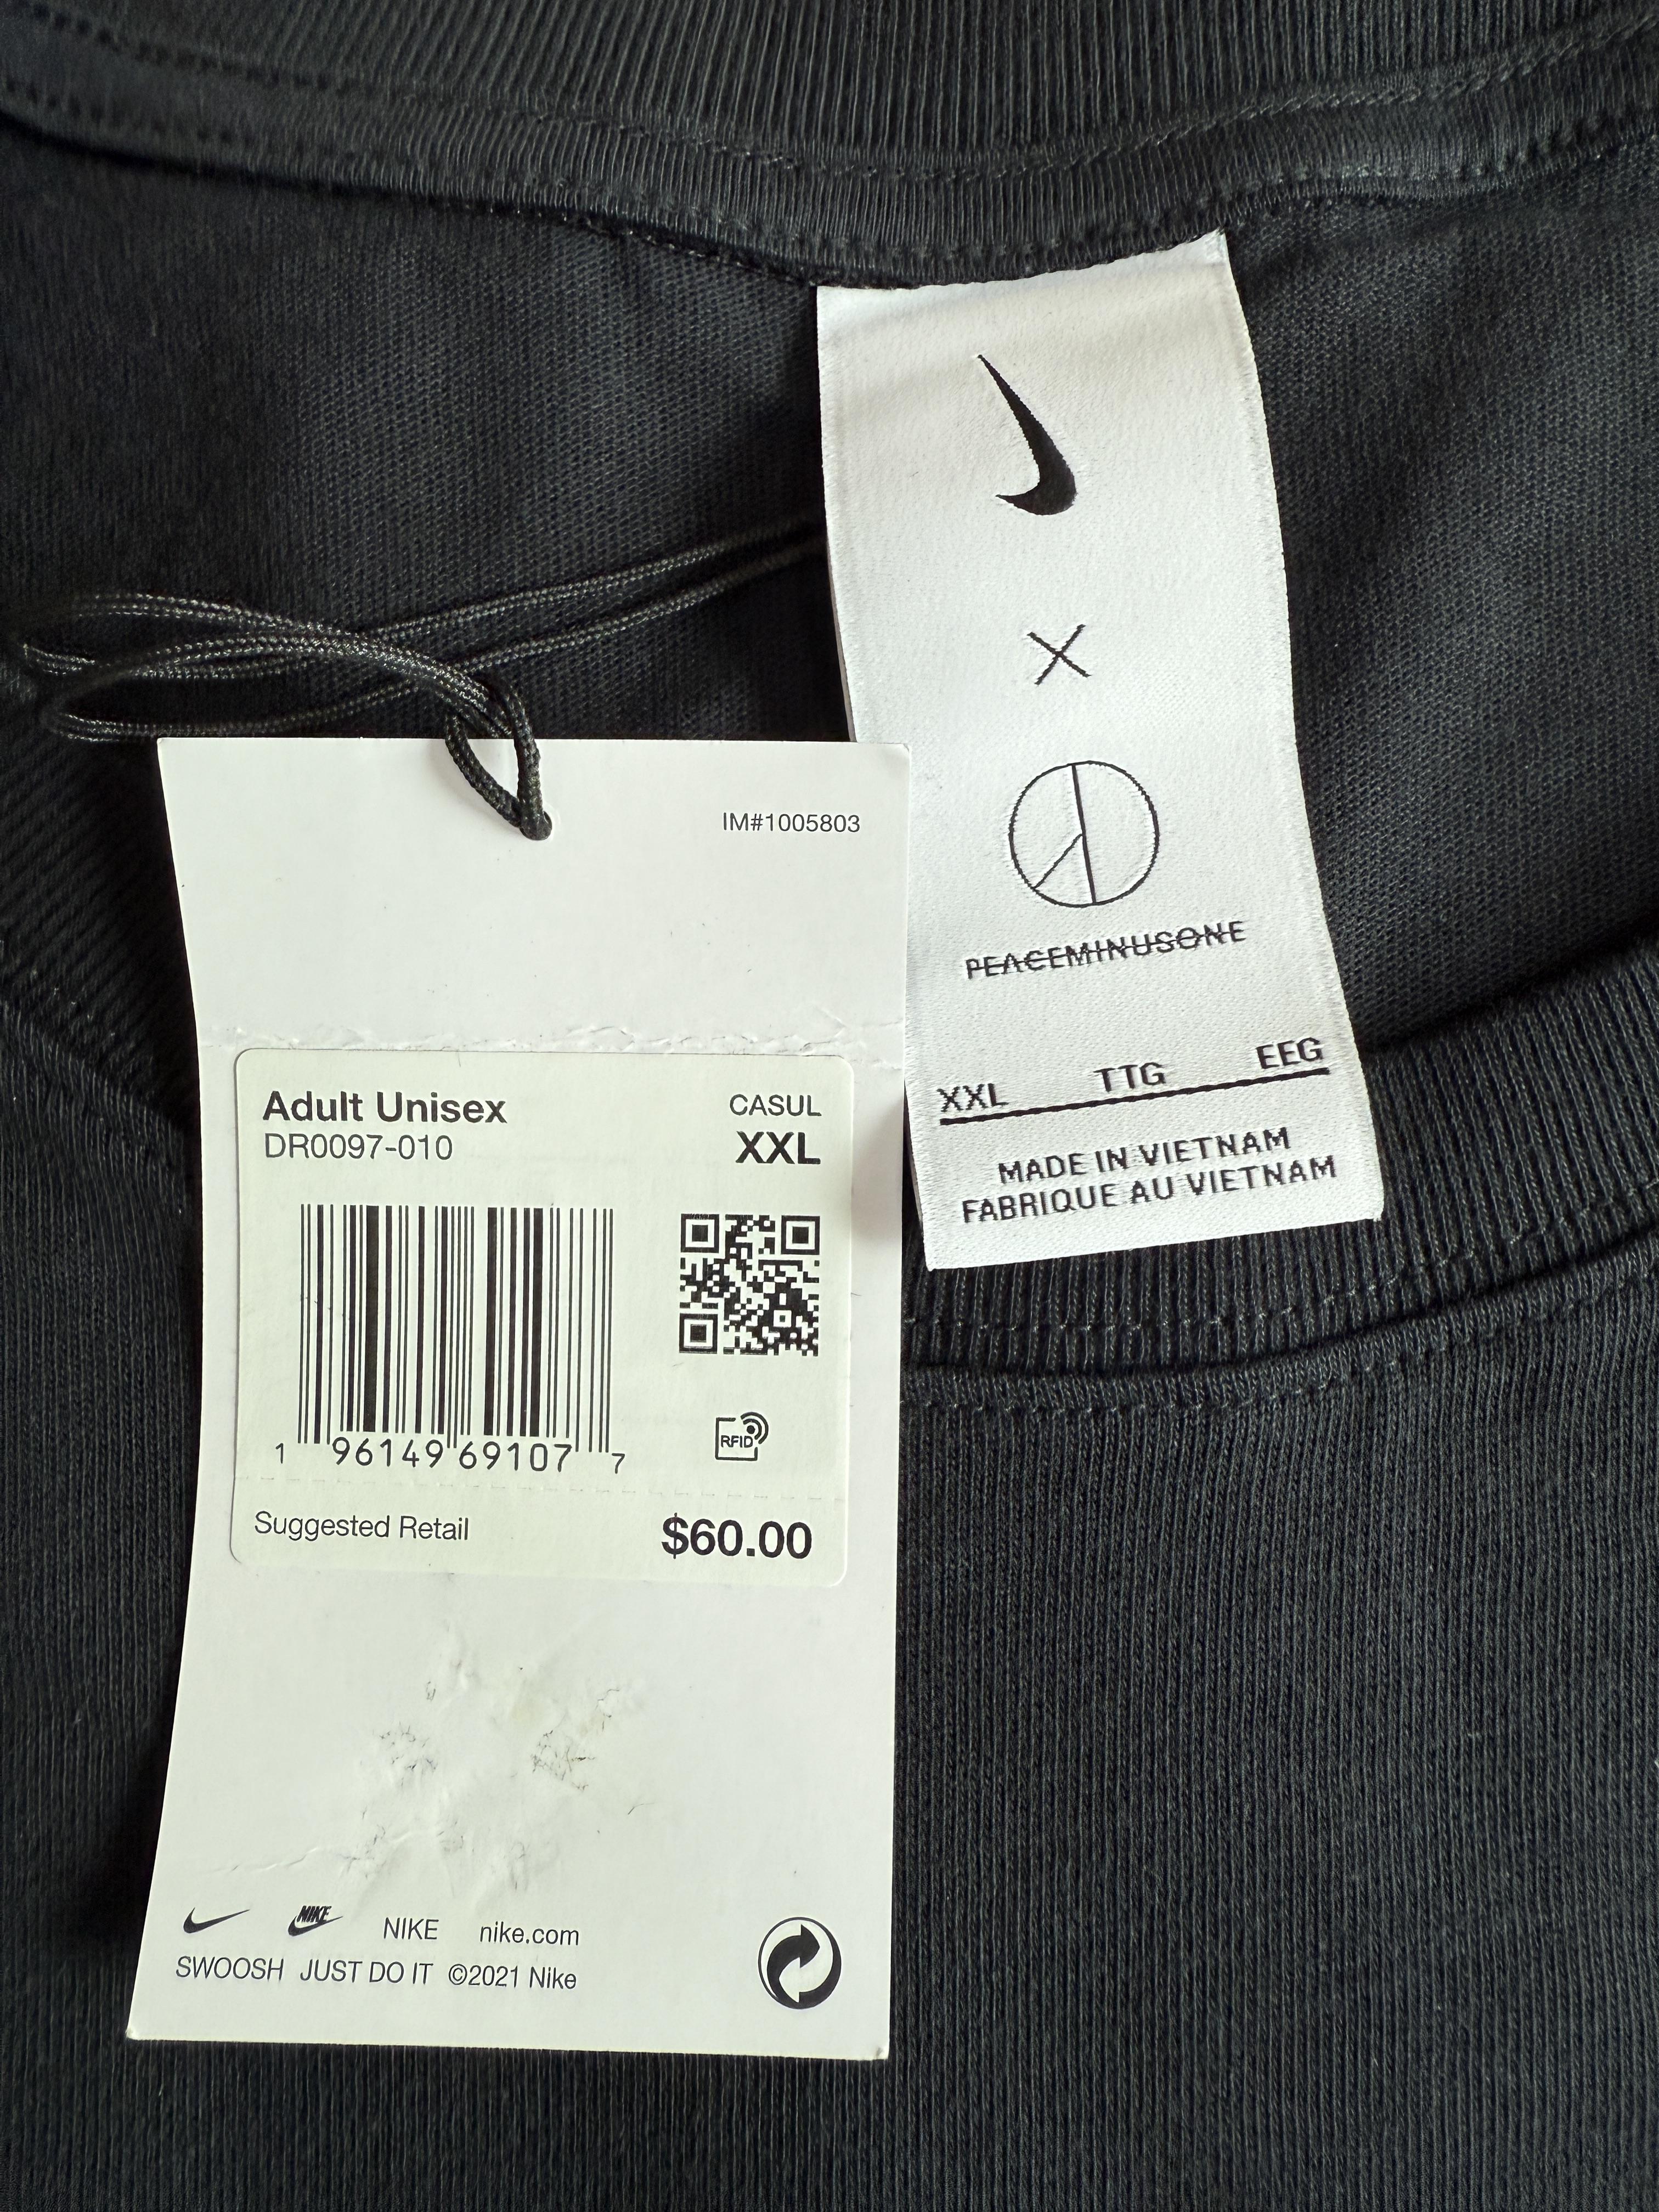 X
PEACEMINUSONE
XXL TTG EEG
MADE IN VIETNAM
FABRIQUE AU VIETNAM
IM#1005803
Adult Unisex CASUL
DR0097-010 XXL
1 96149 69107 7
RFID
Suggested Retail $60.00
NIKE NIKE nike.com
SWOOSH JUST DO IT ©2021 Nike